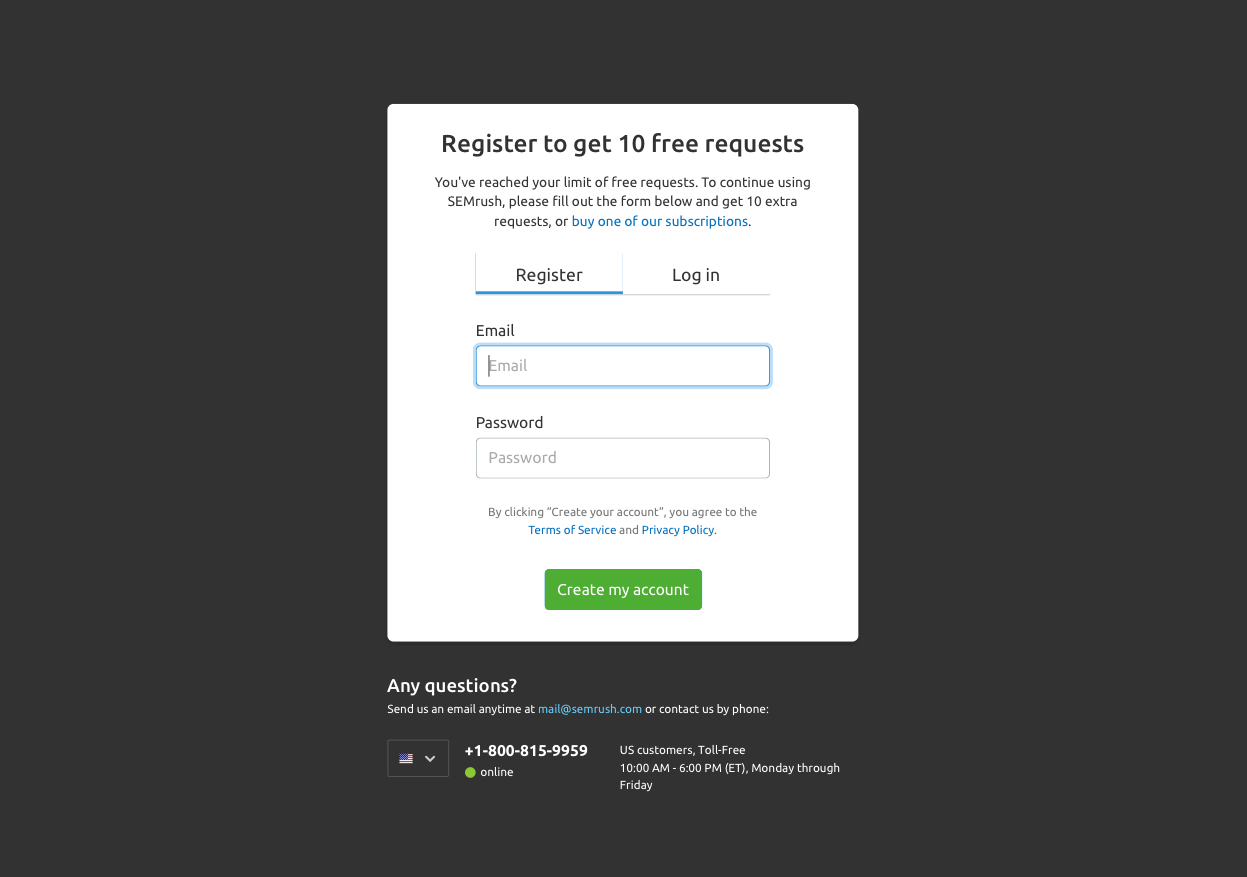 Register to get 10 free requests
You've reached your limit of free requests. To continue using
SEMrush, please fill out the form below and get 10 extra
requests, or buy one of our subscriptions.
Register
Log in
Email
Email
Password
Password
By clicking “Create your account”, you agree to the
Terms of Service and Privacy Policy.
Create my account
Any questions?
Send us an email anytime at mail@semrush.com or contact us by phone:
+1-800-815-9959
online
US customers, Toll-Free
10:00 AM - 6:00 PM (ET), Monday through
Friday